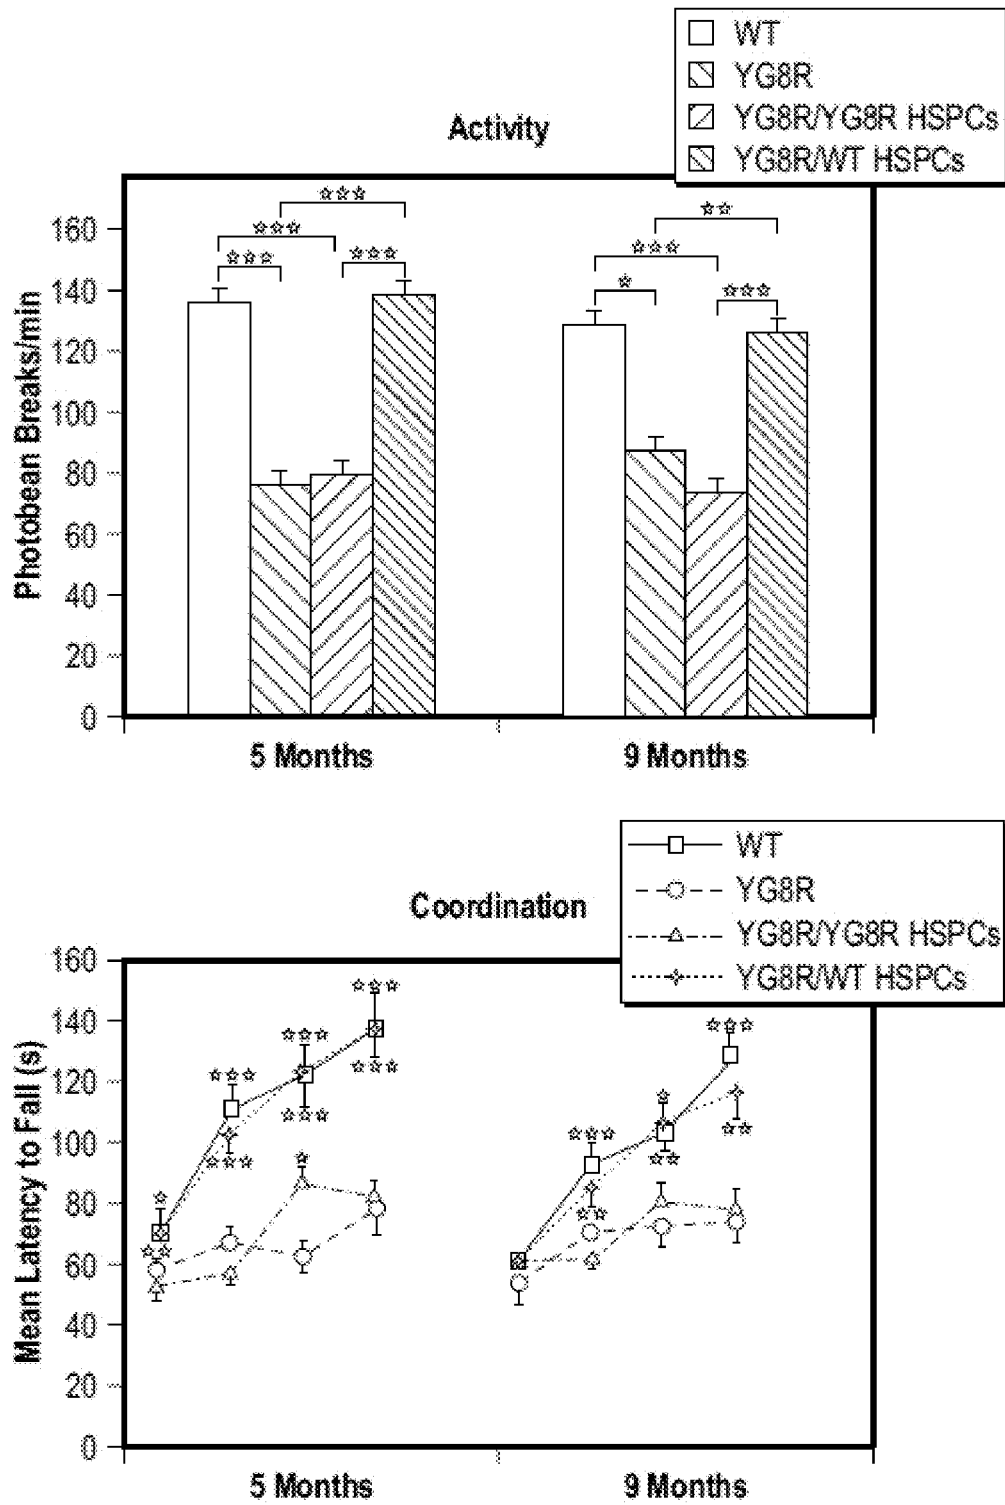 WT
YG8R
YG8R/YG8R HSPCs
YG8R/WT HSPCs
Activity
Photobean Breaks/min
160
140
120
100
80
60
40
20
0
☆☆☆
☆☆☆
☆☆☆
☆☆☆
☆☆
☆☆☆
☆
☆☆☆
5 Months
9 Months
WT
YG8R
YG8R/YG8R HSPCs
YG8R/WT HSPCs
Coordination
Mean Latency to Fall (s)
160
140
120
100
80
60
40
20
0
☆☆☆
☆☆☆
☆☆☆
☆☆☆
☆☆☆
☆☆☆
☆
☆
☆☆
☆☆☆
☆
☆☆☆
☆☆
☆☆
☆☆
5 Months
9 Months